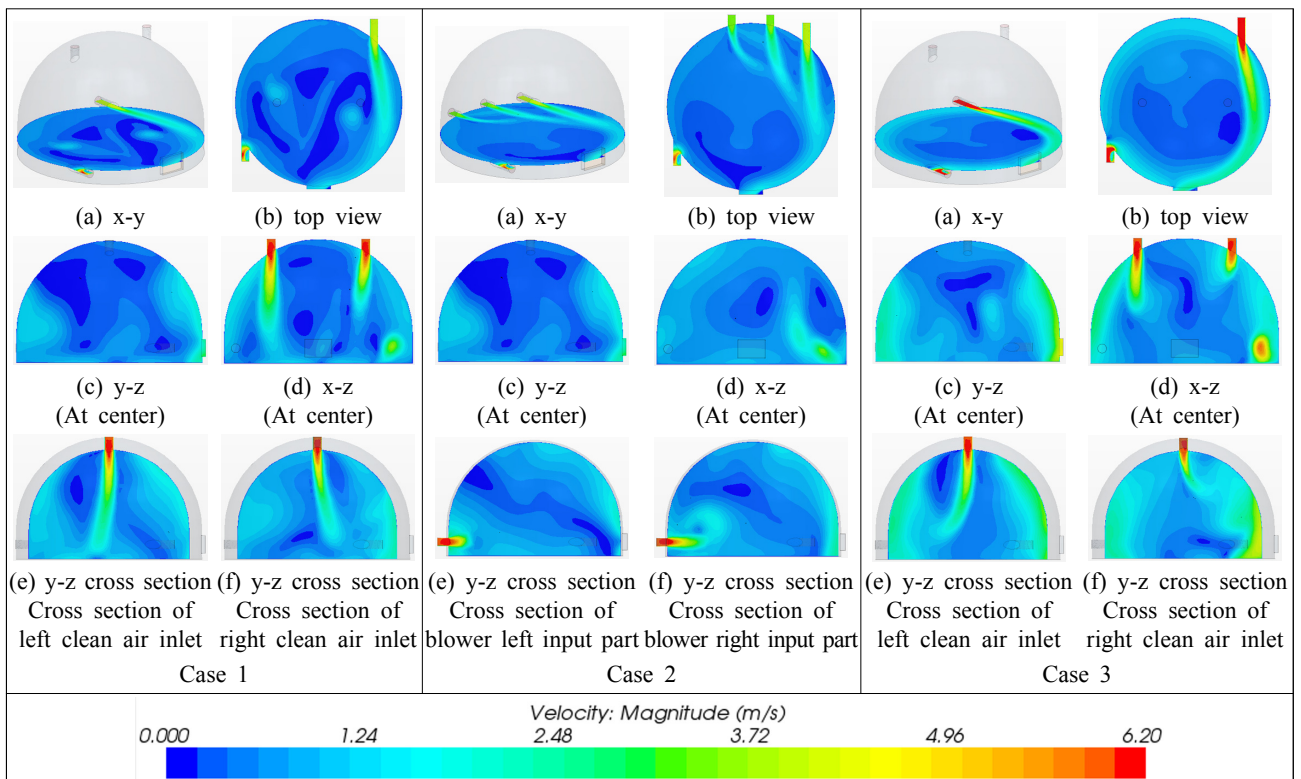 (a) x-y
(b) top view
(c) y-z
(At center)
(d) x-z
(At center)
(e) y-z cross section
Cross section of
left clean air inlet
(f) y-z cross section
Cross section of
right clean air inlet
Case 1
(a) x-y
(b) top view
(c) y-z
(At center)
(d) x-z
(At center)
(e) y-z cross section
Cross section of
blower left input part
(f) y-z cross section
Cross section of
blower right input part
Case 2
(a) x-y
(b) top view
(c) y-z
(At center)
(d) x-z
(At center)
(e) y-z cross section
Cross section of
left clean air inlet
(f) y-z cross section
Cross section of
right clean air inlet
Case 3
Velocity: Magnitude (m/s)
0.000 1.24 2.48 3.72 4.96 6.20